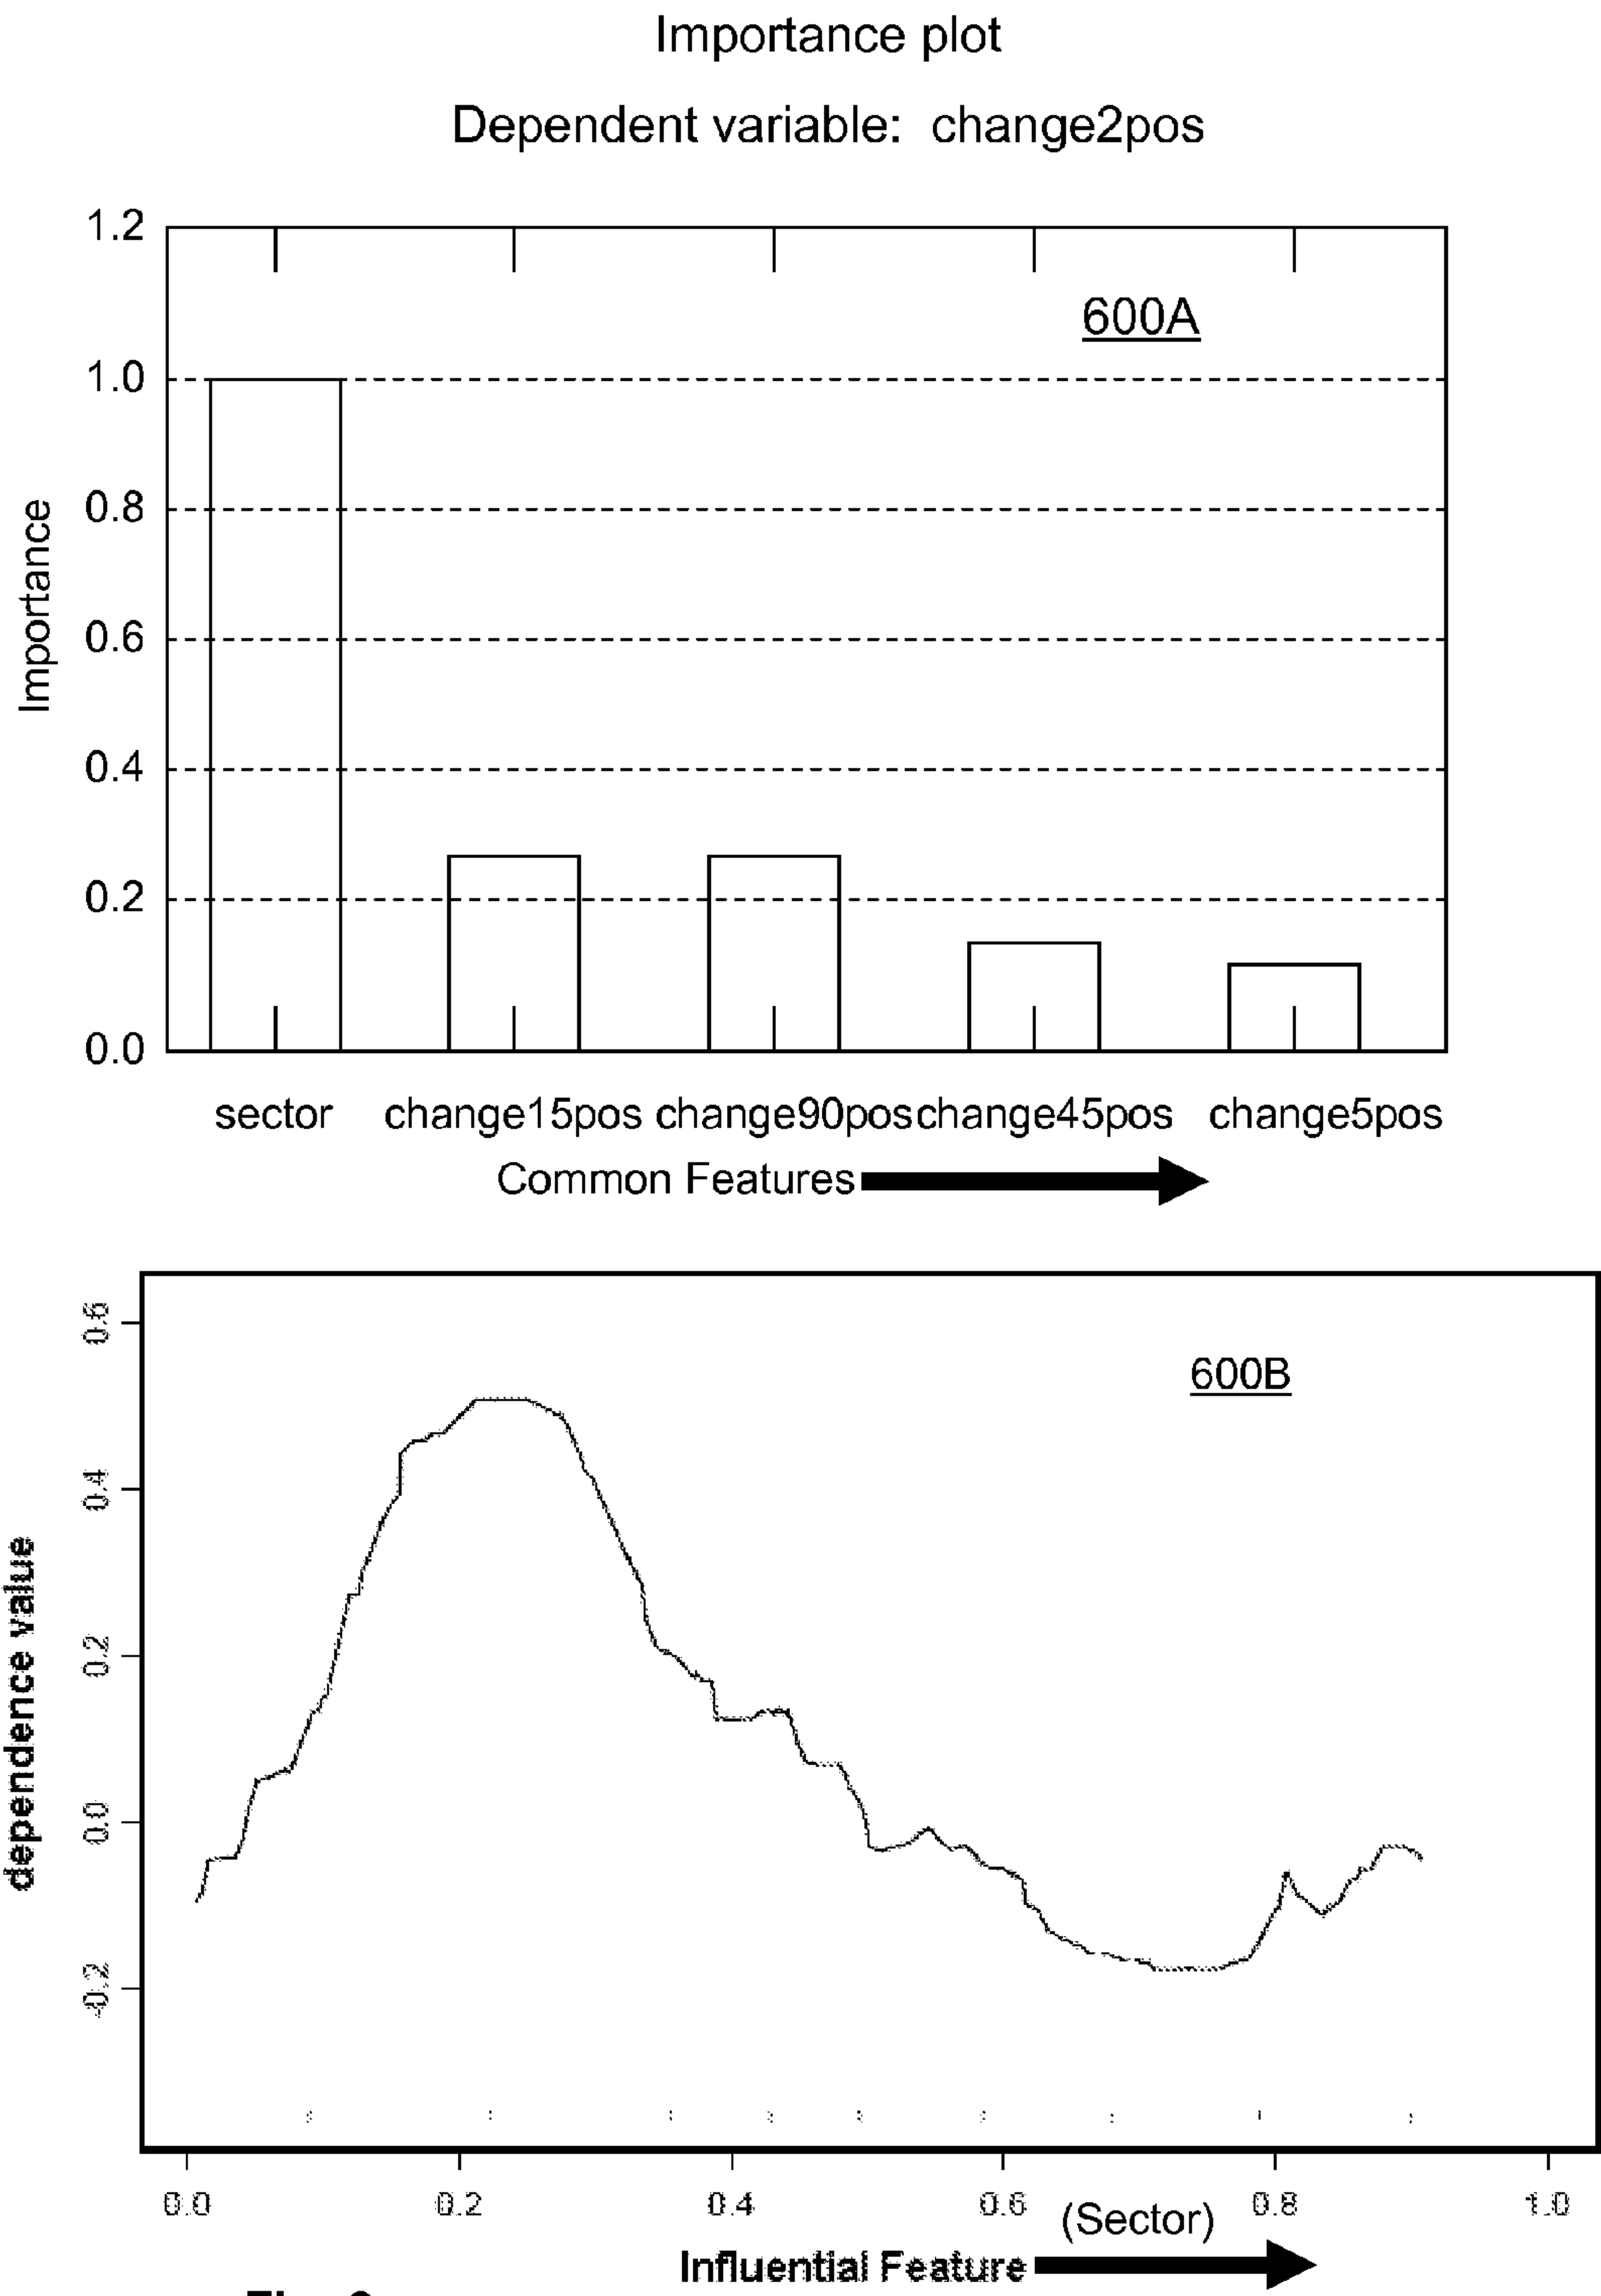 Importance plot
Dependent variable: change2pos
1.2
600A
1.0
0.8
0.6
0.4
0.2
0.0
Importance
sector change15pos change90pos change45pos change5pos
Common Features
0.6
600B
0.4
0.2
0.0
-0.2
dependence value
0.0 0.2 0.4 0.6 0.8 1.0
(Sector)
Influential Feature